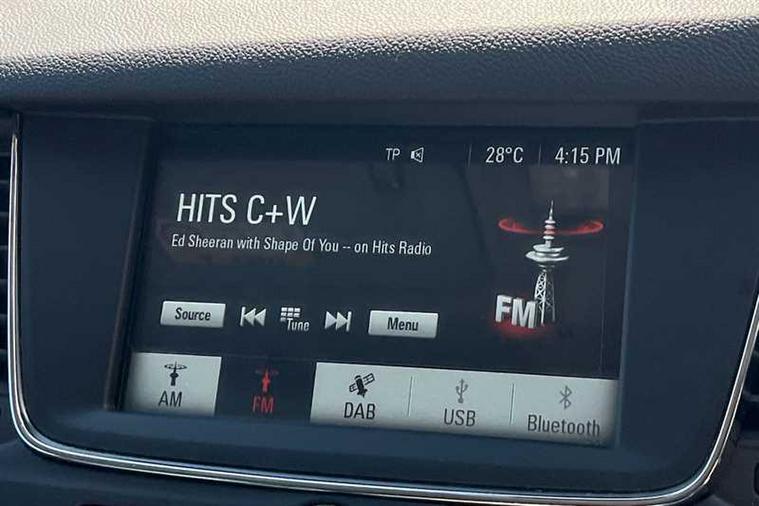 TP 28°C 4:15 PM
HITS C+W
Ed Sheeran with Shape Of You -- on Hits Radio
FM
Source Tune Menu
AM FM DAB USB Bluetooth